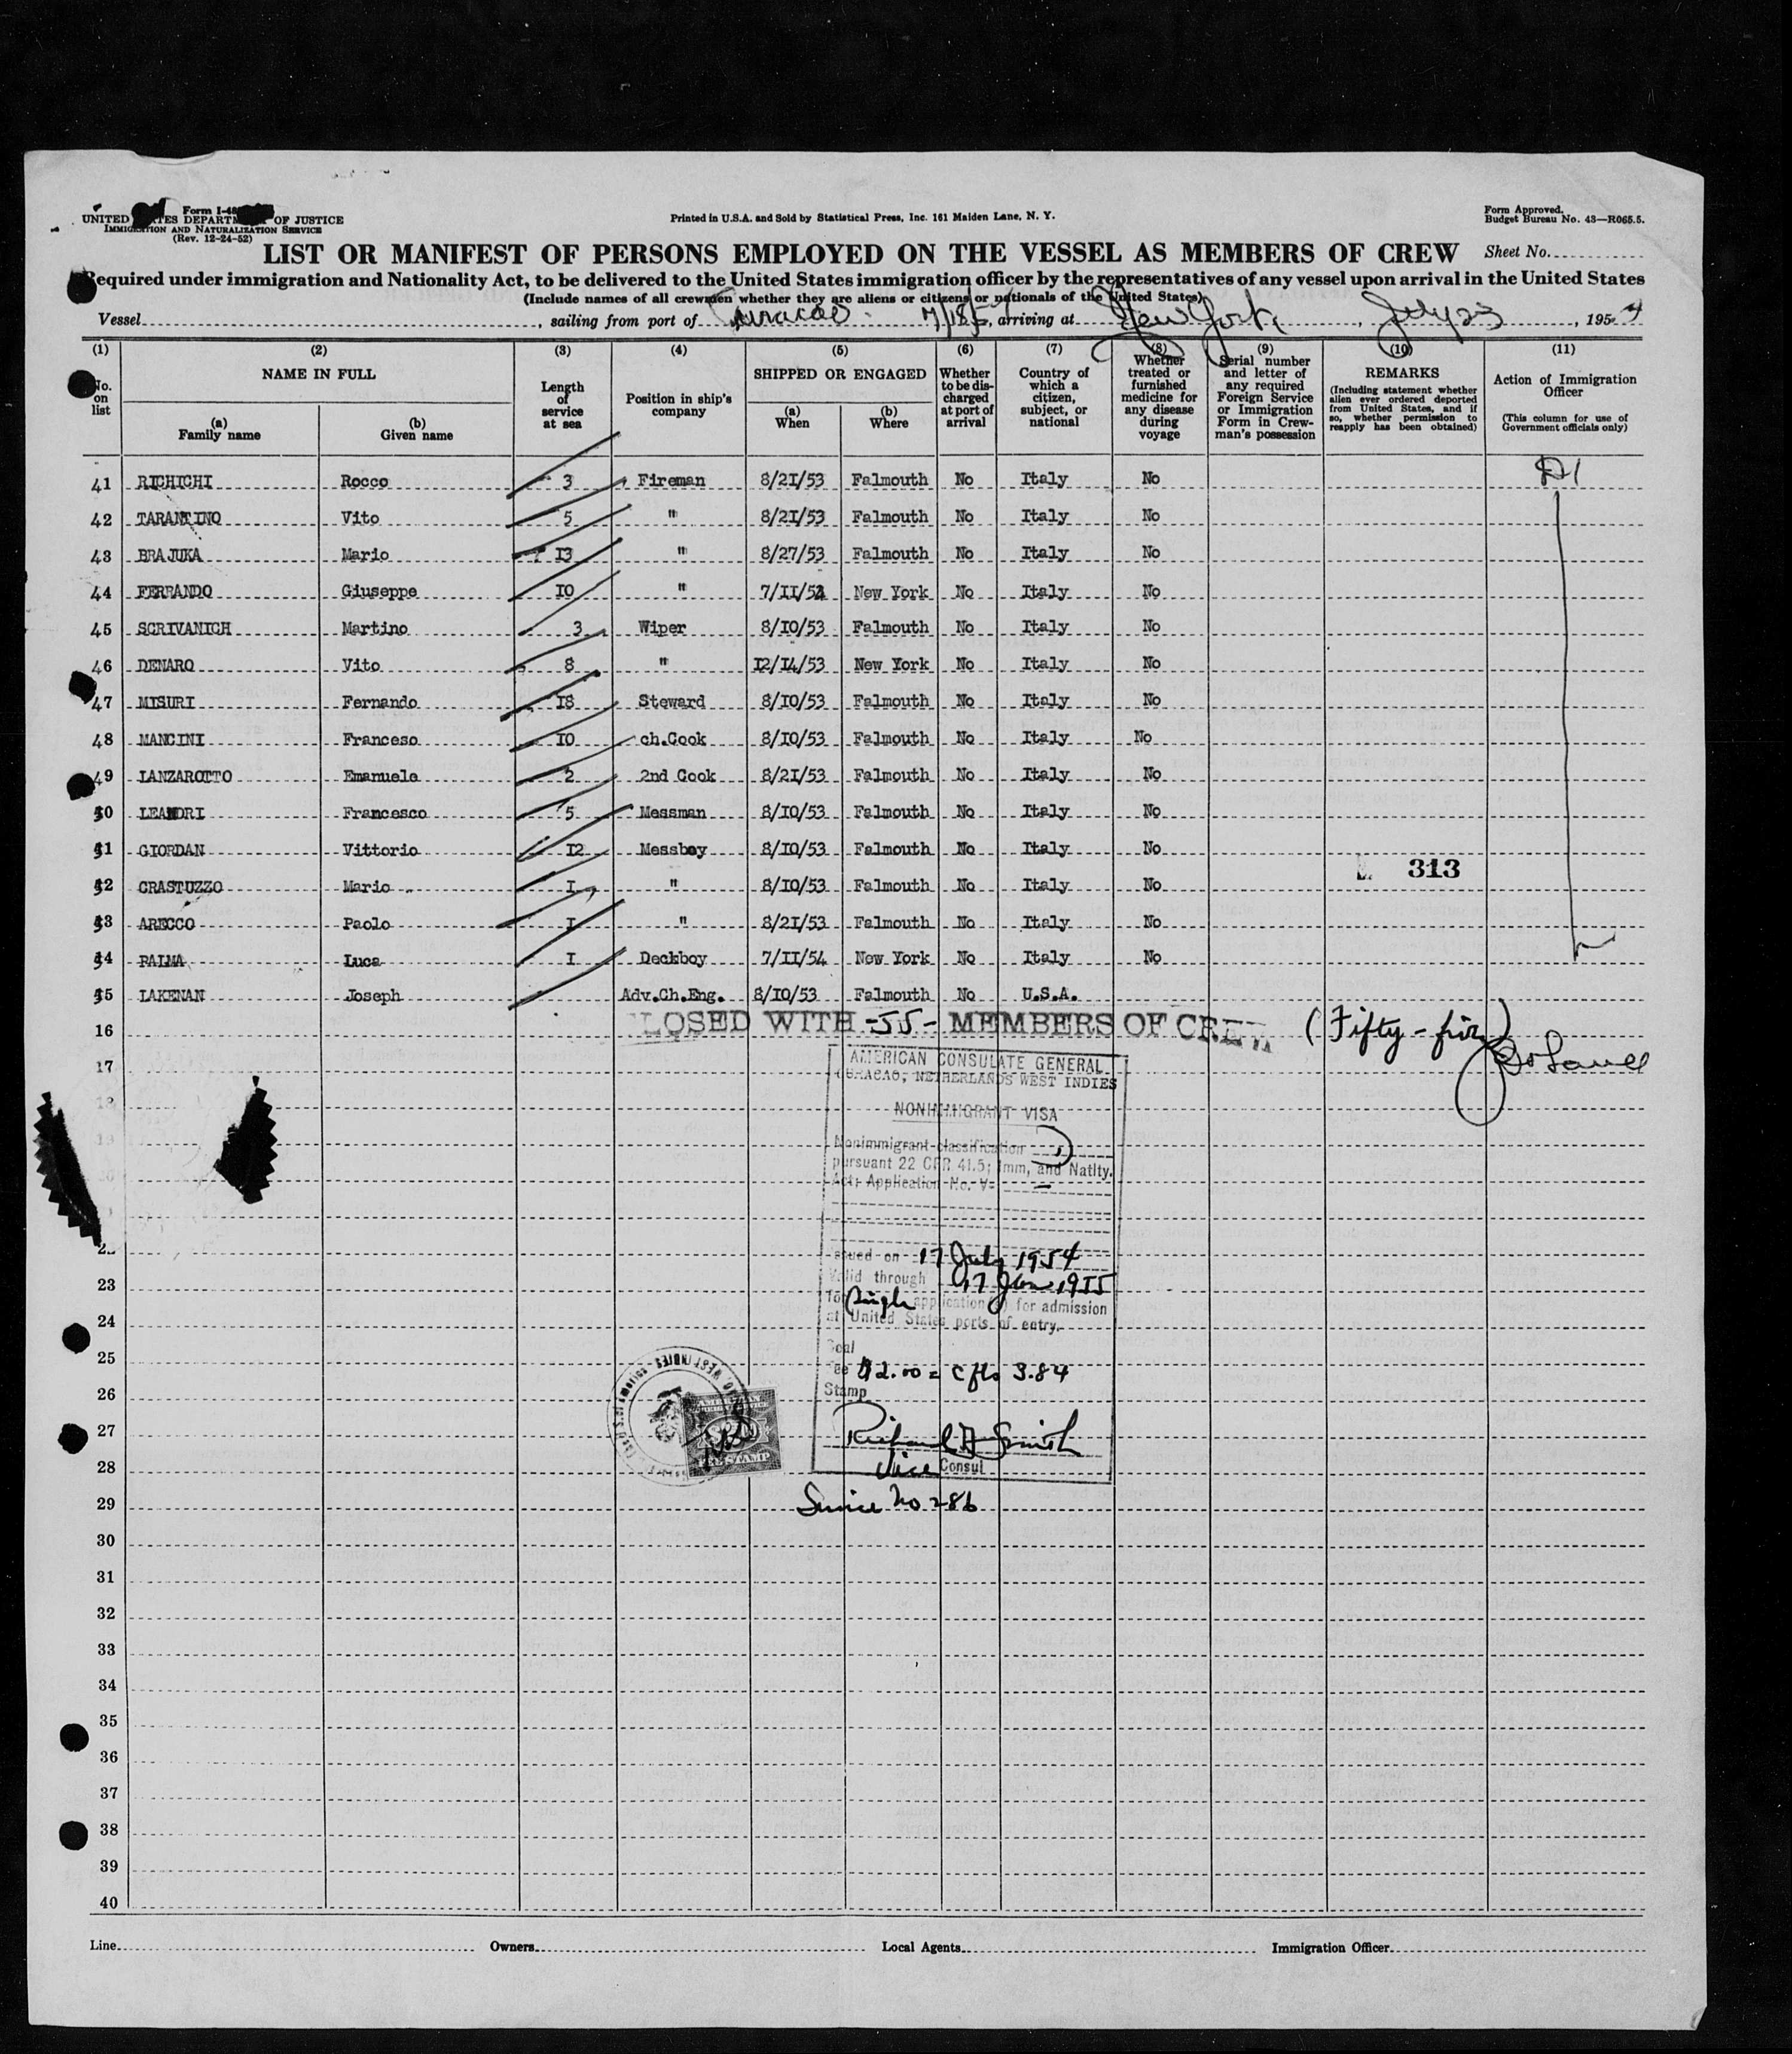 Form I-48
UNITED STATES DEPARTMENT OF JUSTICE
IMMIGRATION AND NATURALIZATION SERVICE
(Rev. 12-24-52)
Printed in U.S.A. and Sold by Statistical Press, Inc. 161 Maiden Lane, N. Y.
Form Approved.
Budget Bureau No. 43—R065.5.
LIST OR MANIFEST OF PERSONS EMPLOYED ON THE VESSEL AS MEMBERS OF CREW
Sheet No.
Required under immigration and Nationality Act, to be delivered to the United States immigration officer by the representatives of any vessel upon arrival in the United States
(Include names of all crewmen whether they are aliens or citizens or nationals of the United States)
Vessel , sailing from port of Curacao 7/18/5 , arriving at New York , July 23 , 1954
(1) (2) (3) (4) (5) (6) (7) (8) (9) (10) (11)
No. on list NAME IN FULL (a) Family name (b) Given name Length of service at sea Position in ship's company SHIPPED OR ENGAGED (a) When (b) Where Whether to be discharged at port of arrival Country of which a citizen, subject, or national Whether treated or furnished medicine for any disease during voyage Serial number and letter of any required Foreign Service or Immigration Form in Crewman's possession REMARKS (Including statement whether alien ever ordered deported from United States, and if so, whether permission to reapply has been obtained) Action of Immigration Officer (This column for use of Government officials only)
41 RICHICHI Rocco 3 Fireman 8/21/53 Falmouth No Italy No D1
42 TARANTINO Vito 5 " 8/21/53 Falmouth No Italy No
43 BRAJUKA Mario 13 " 8/27/53 Falmouth No Italy No
44 FERRANDO Giuseppe 10 " 7/11/54 New York No Italy No
45 SCRIVANICH Martino 3 Wiper 8/10/53 Falmouth No Italy No
46 DENARO Vito 8 " 12/14/53 New York No Italy No
47 MISURI Fernando 18 Steward 8/10/53 Falmouth No Italy No
48 MANCINI Franceso 10 ch.Cook 8/10/53 Falmouth No Italy No
49 LANZAROTTO Emanuele 2 2nd Cook 8/21/53 Falmouth No Italy No
50 LEANDRI Francesco 5 Messman 8/10/53 Falmouth No Italy No
51 GIORDAN Vittorio 12 Messboy 8/10/53 Falmouth No Italy No
313
52 CRASTUZZO Mario 1 " 8/10/53 Falmouth No Italy No
53 ARECCO Paolo 1 " 8/21/53 Falmouth No Italy No
54 PALMA Luca 1 Deckboy 7/11/54 New York No Italy No
55 LAKENAN Joseph Adv.Ch.Eng. 8/10/53 Falmouth No U.S.A.
16 LOSED WITH -55- MEMBERS OF CREW (Fifty-five)
17 AMERICAN CONSULATE GENERAL
CURACAO, NETHERLANDS WEST INDIES
18 NONIMMIGRANT VISA
19 Nonimmigrant classification
pursuant 22 CFR 41.5; Imm, and Natlty.
20 Act; Application No. V-
Issued on 17 July 1954
23 Valid through 17 Jan 1955
for single application(s) for admission
24 at United States ports of entry.
25 Seal
Fee $2.00 = C fls 3.84
26 Stamp
27 Richard A Smith
28 Vice Consul
29 Service No 286
30
31
32
33
34
35
36
37
38
39
40
Line Owners Local Agents Immigration Officer